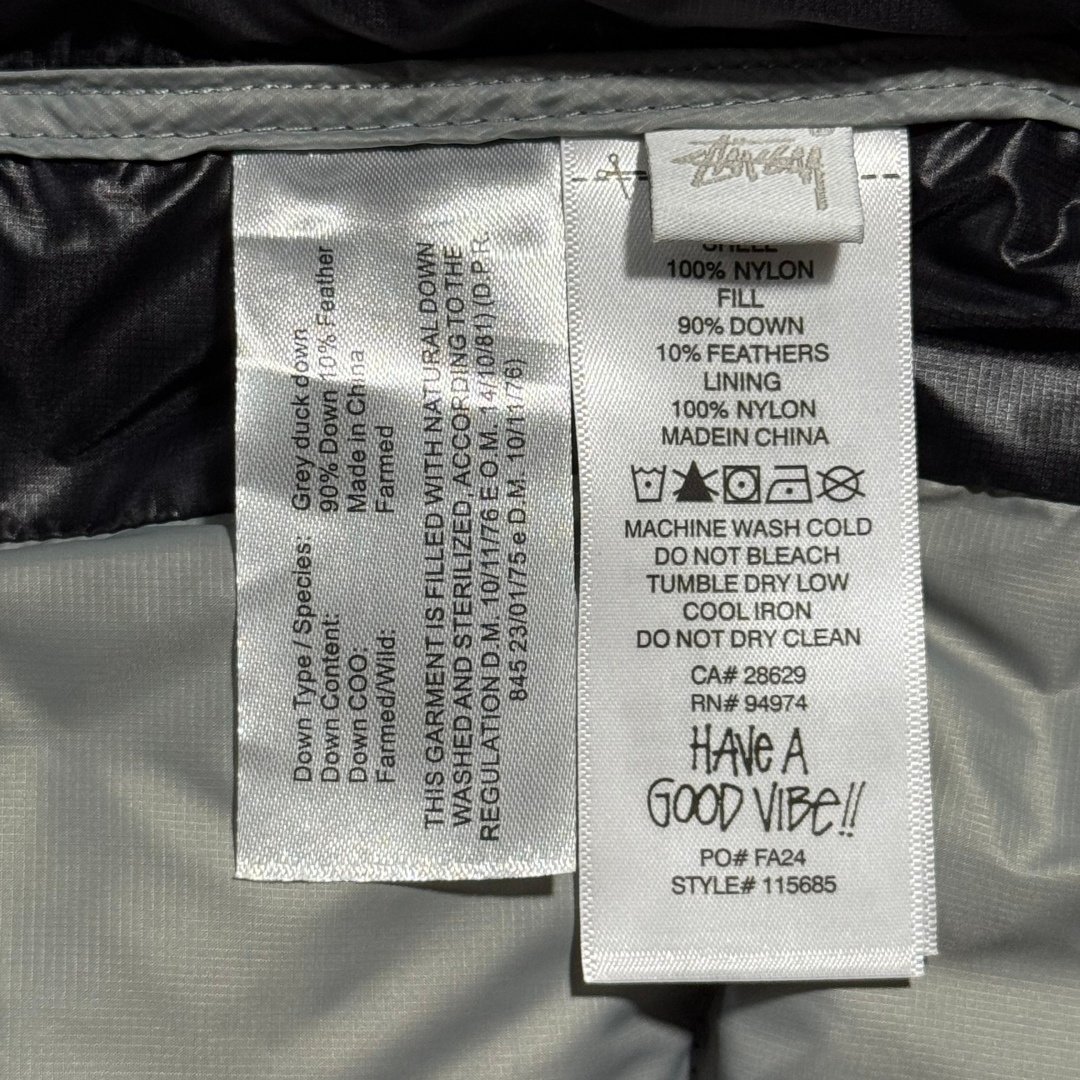 Down Type / Species: Grey duck down
Down Content: 90% Down 10% Feather
Down COO, Made in China
Farmed/Wild: Farmed
THIS GARMENT IS FILLED WITH NATURAL DOWN
WASHED AND STERILIZED, ACCORDING TO THE
REGULATION D.M. 10/11/76 E O.M. 14/10/81) (D.P.R.
845 23/01/75 e D.M. 10/11/76)
STÜSSY
SHELL
100% NYLON
FILL
90% DOWN
10% FEATHERS
LINING
100% NYLON
MADEIN CHINA
MACHINE WASH COLD
DO NOT BLEACH
TUMBLE DRY LOW
COOL IRON
DO NOT DRY CLEAN
CA# 28629
RN# 94974
HAVE A
GOOD VIBE!!
PO# FA24
STYLE# 115685